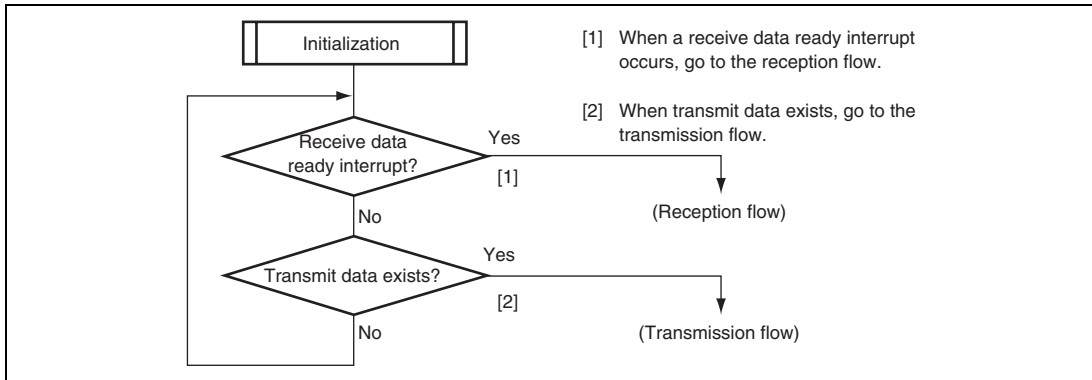 Initialization
[1] When a receive data ready interrupt
occurs, go to the reception flow.
[2] When transmit data exists, go to the
transmission flow.
Receive data
ready interrupt?
Yes
[1]
(Reception flow)
No
Transmit data exists?
Yes
[2]
(Transmission flow)
No